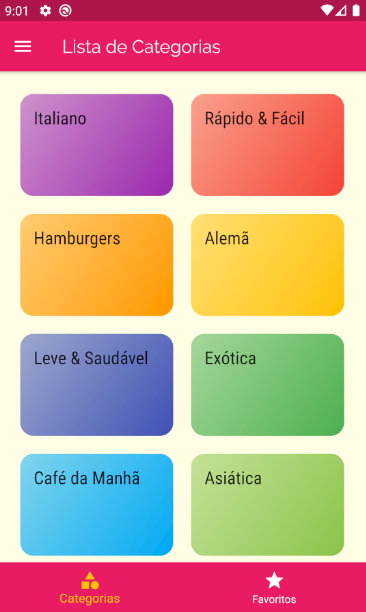 9:01
Lista de Categorias
Italiano
Rápido & Fácil
Hamburgers
Alemã
Leve & Saudável
Exótica
Café da Manhã
Asiática
Categorias
Favoritos